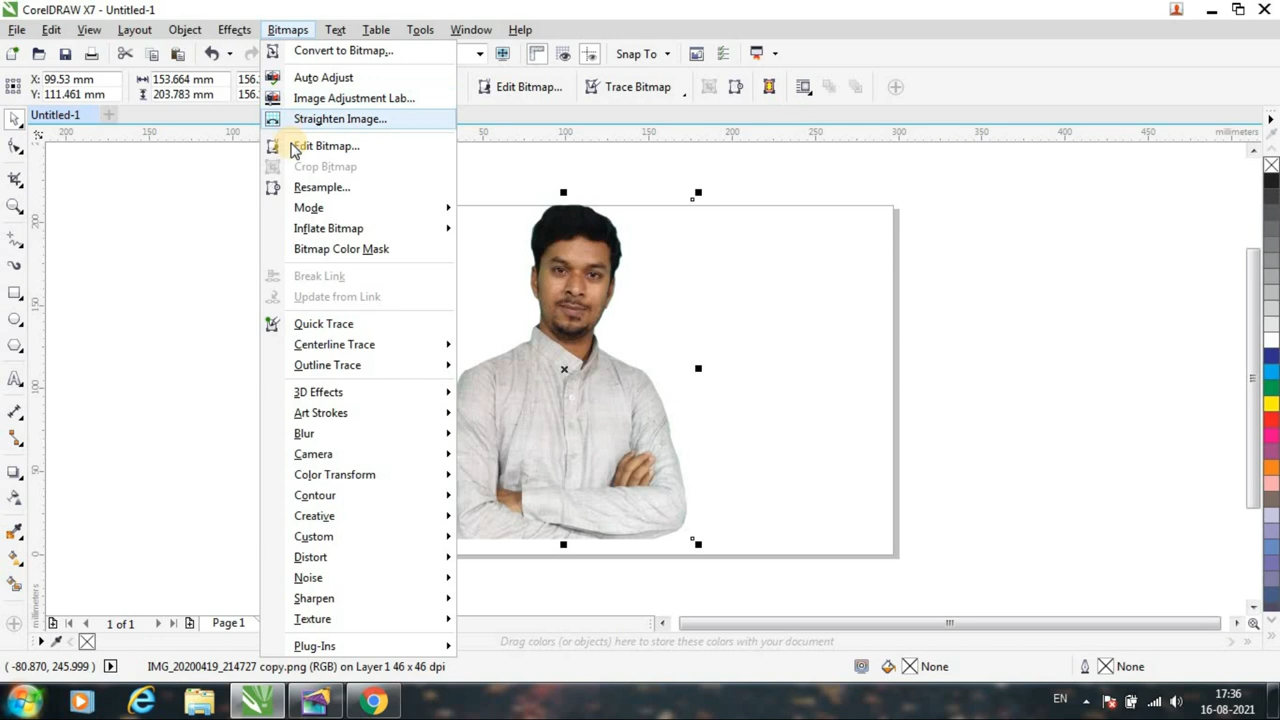 CorelDRAW X7 - Untitled-1
File Edit View Layout Object Effects Bitmaps Text Table Tools Window Help
Snap To
X: 99.53 mm 153.664 mm 156.
Y: 111.461 mm 203.783 mm 156.
Edit Bitmap... Trace Bitmap
Untitled-1
200 100 50 100 150 200 250 300 350 400 450 millimeters
200
150
100
50
0
millimeters
Convert to Bitmap...
Auto Adjust
Image Adjustment Lab...
Straighten Image...
Edit Bitmap...
Crop Bitmap
Resample...
Mode
Inflate Bitmap
Bitmap Color Mask
Break Link
Update from Link
Quick Trace
Centerline Trace
Outline Trace
3D Effects
Art Strokes
Blur
Camera
Color Transform
Contour
Creative
Custom
Distort
Noise
Sharpen
Texture
Plug-Ins
1 of 1 Page 1
Drag colors (or objects) here to store these colors with your document
( -80.870, 245.999 ) IMG_20200419_214727 copy.png (RGB) on Layer 1 46 x 46 dpi None None
EN 17:36
16-08-2021